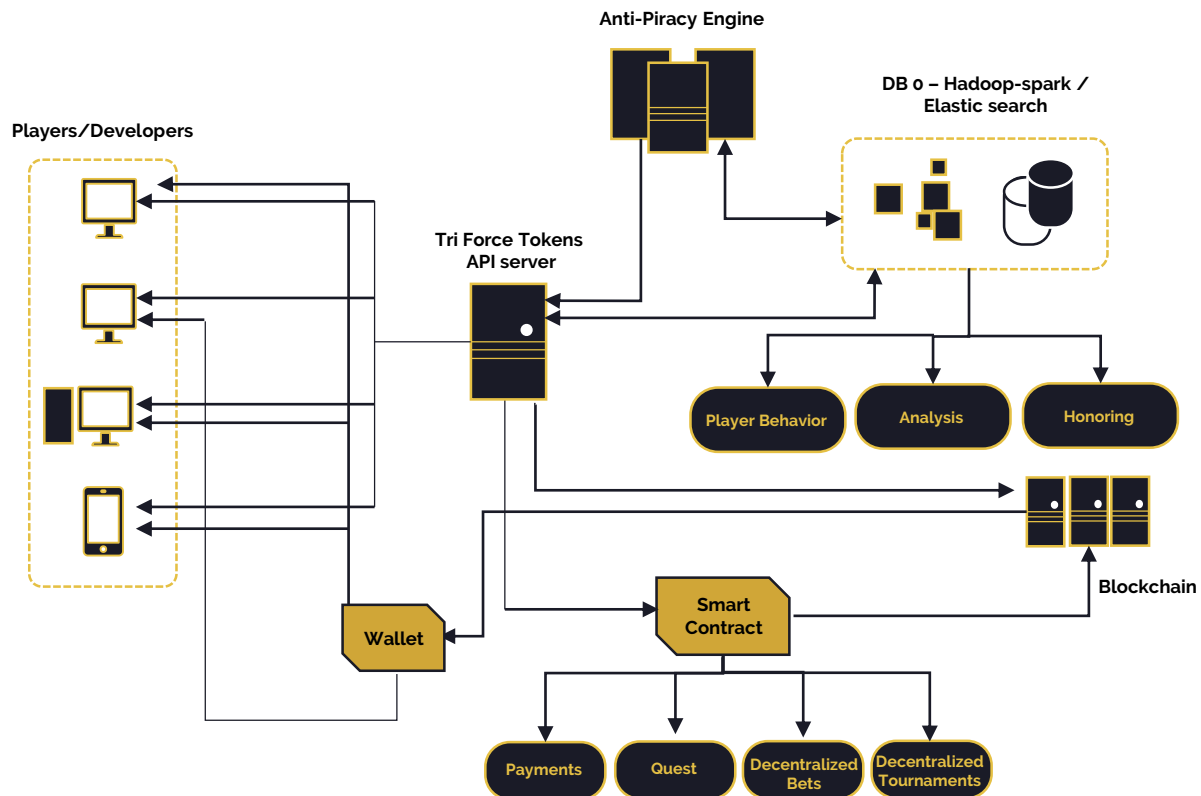 Anti-Piracy Engine
DB 0 – Hadoop-spark /
Elastic search
Players/Developers
Tri Force Tokens
API server
Player Behavior
Analysis
Honoring
Blockchain
Smart
Contract
Wallet
Payments
Quest
Decentralized
Bets
Decentralized
Tournaments